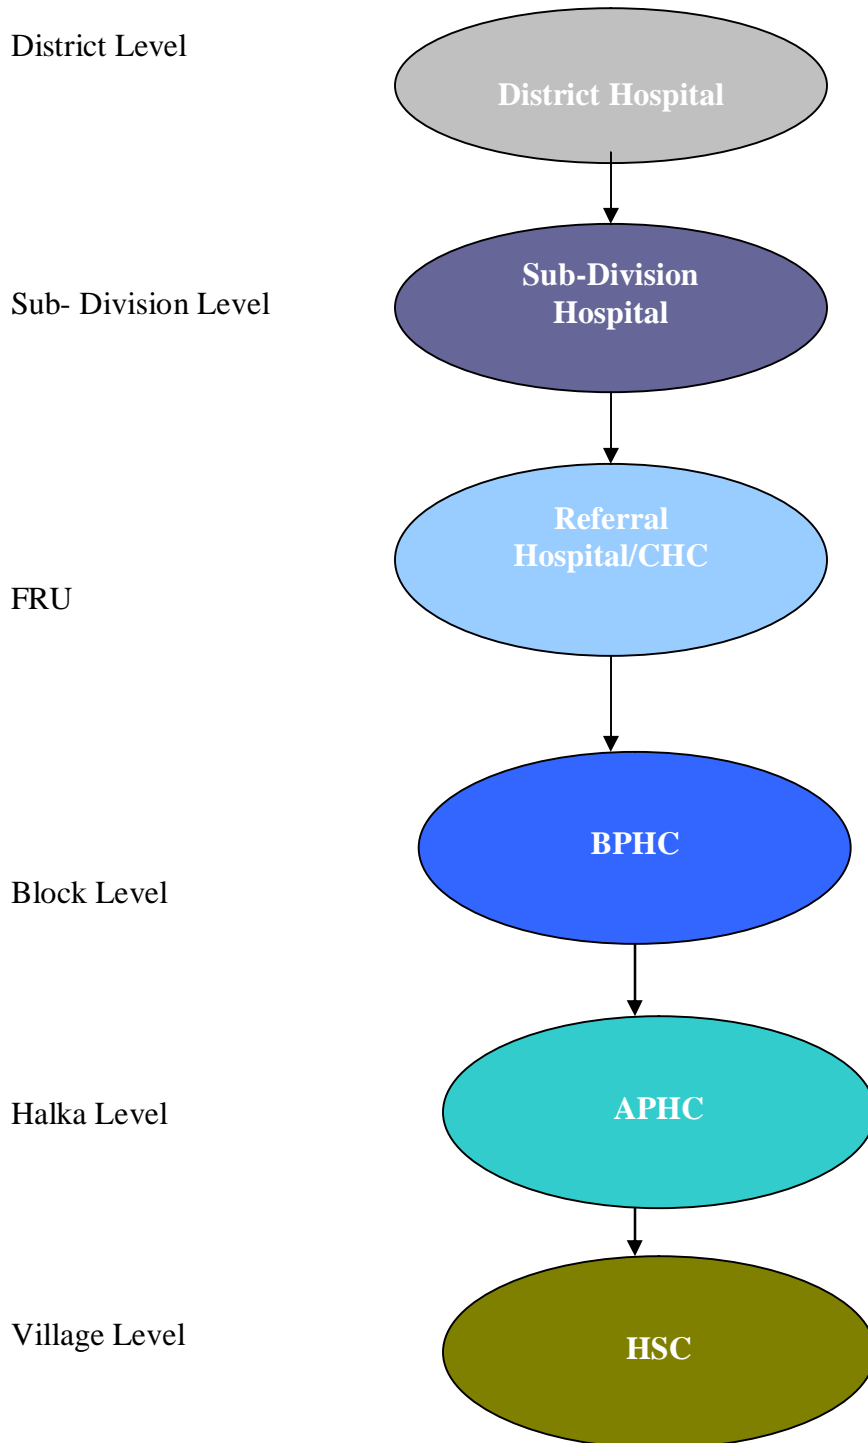 District Level
District Hospital
Sub-Division
Hospital
Sub- Division Level
Referral
Hospital/CHC
FRU
BPHC
Block Level
APHC
Halka Level
HSC
Village Level